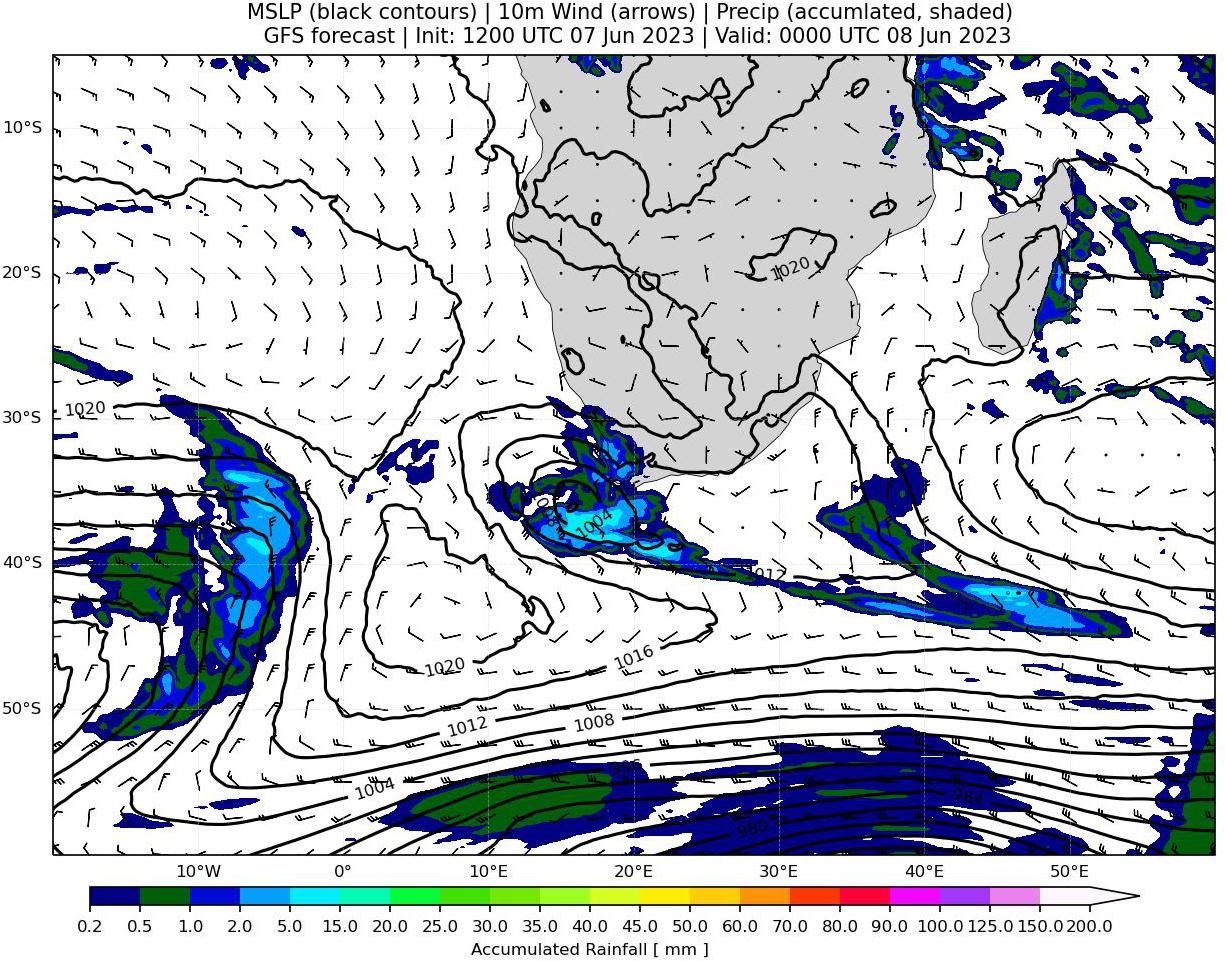 MSLP (black contours) | 10m Wind (arrows) | Precip (accumlated, shaded)
GFS forecast | Init: 1200 UTC 07 Jun 2023 | Valid: 0000 UTC 08 Jun 2023
10°S
20°S
1020
30°S
1020
1004
40°S
1012
1016
1020
50°S
1012
1008
1004
984
980
10°W
0°
10°E
20°E
30°E
40°E
50°E
0.2 0.5 1.0 2.0 5.0 10.0 15.0 20.0 25.0 30.0 35.0 40.0 45.0 50.0 60.0 70.0 80.0 90.0 100.0 125.0 150.0 200.0
Accumulated Rainfall [ mm ]